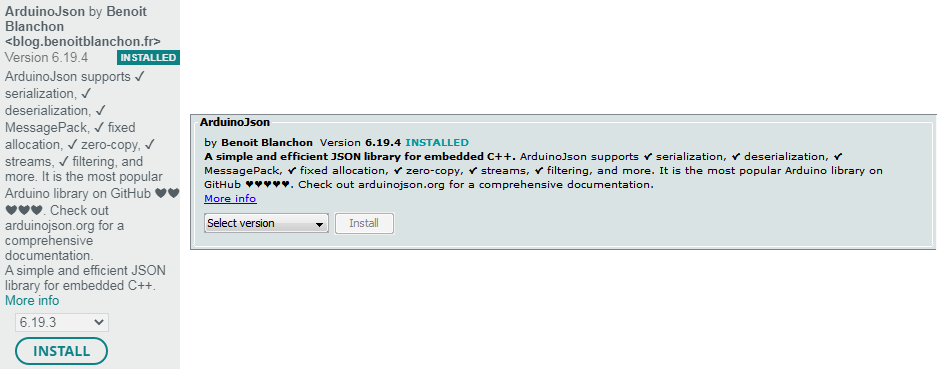 ArduinoJson by Benoit
Blanchon
<blog.benoitblanchon.fr>
Version 6.19.4 INSTALLED
ArduinoJson supports ✓
serialization, ✓
deserialization, ✓
MessagePack, ✓ fixed
allocation, ✓ zero-copy, ✓
streams, ✓ filtering, and
more. It is the most popular
Arduino library on GitHub ♥♥
♥♥♥. Check out
arduinojson.org for a
comprehensive
documentation.
A simple and efficient JSON
library for embedded C++.
More info
6.19.3
INSTALL
ArduinoJson
by Benoit Blanchon Version 6.19.4 INSTALLED
A simple and efficient JSON library for embedded C++. ArduinoJson supports ✔ serialization, ✔ deserialization, ✔
MessagePack, ✔ fixed allocation, ✔ zero-copy, ✔ streams, ✔ filtering, and more. It is the most popular Arduino library on
GitHub ♥♥♥♥♥. Check out arduinojson.org for a comprehensive documentation.
More info
Select version Install